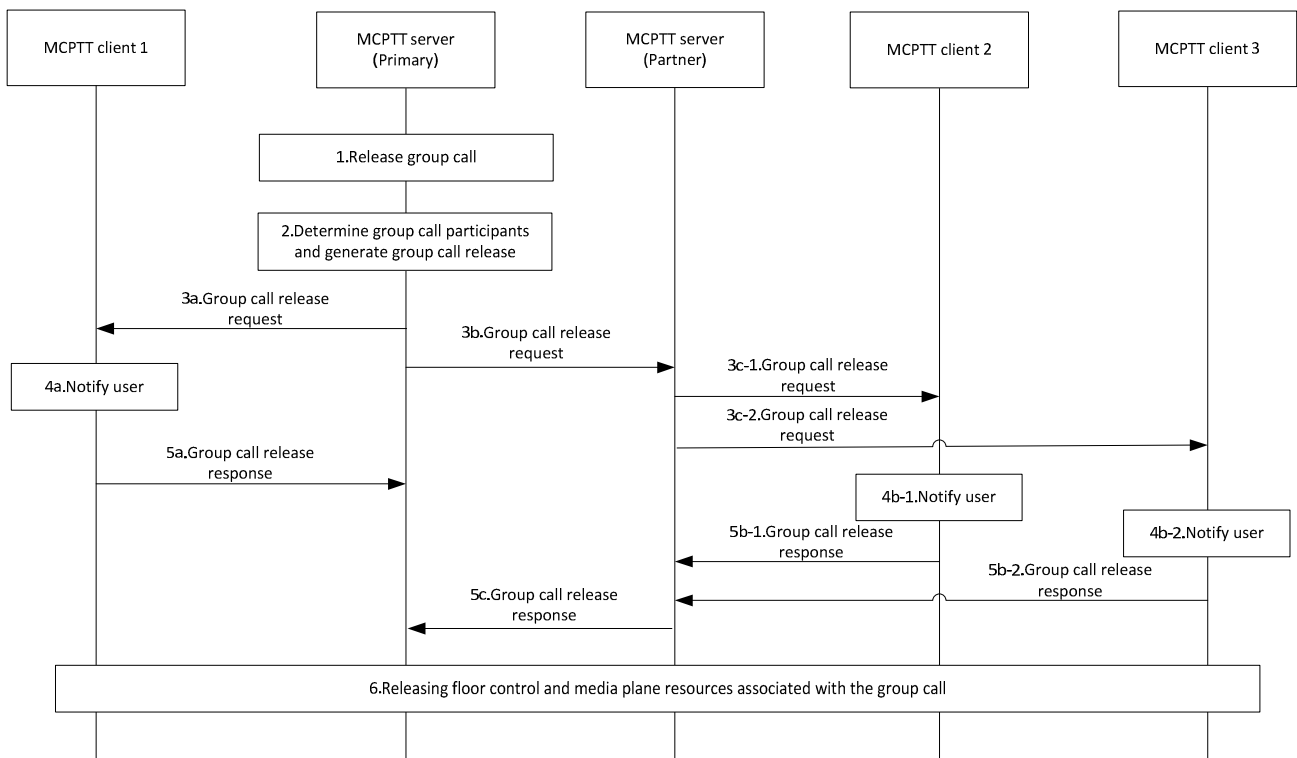 MCPTT client 1
MCPTT server
(Primary)
MCPTT server
(Partner)
MCPTT client 2
MCPTT client 3
1.Release group call
2.Determine group call participants
and generate group call release
3a.Group call release
request
3b.Group call release
request
3c-1.Group call release
request
4a.Notify user
3c-2.Group call release
request
5a.Group call release
response
4b-1.Notify user
4b-2.Notify user
5b-1.Group call release
response
5b-2.Group call release
response
5c.Group call release
response
6.Releasing floor control and media plane resources associated with the group call